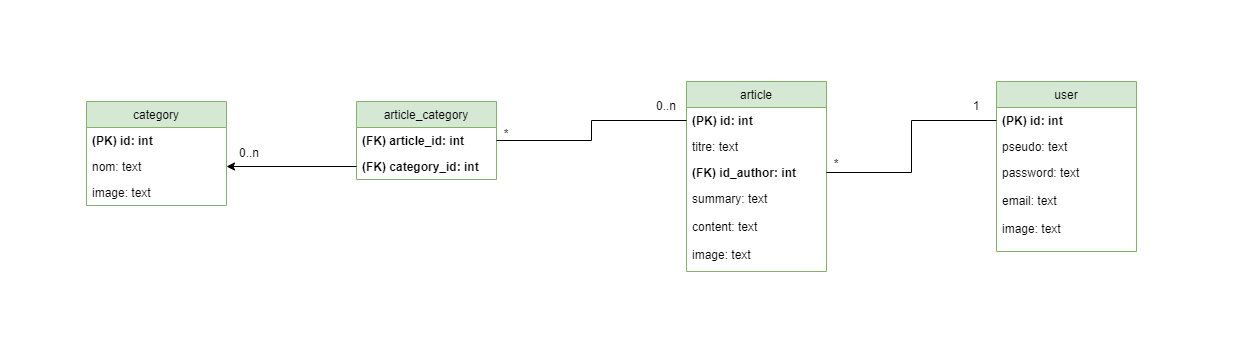 category
(PK) id: int
nom: text
image: text
0..n
article_category
(FK) article_id: int
(FK) category_id: int
*
0..n
article
(PK) id: int
titre: text
(FK) id_author: int
summary: text
content: text
image: text
*
1
user
(PK) id: int
pseudo: text
password: text
email: text
image: text